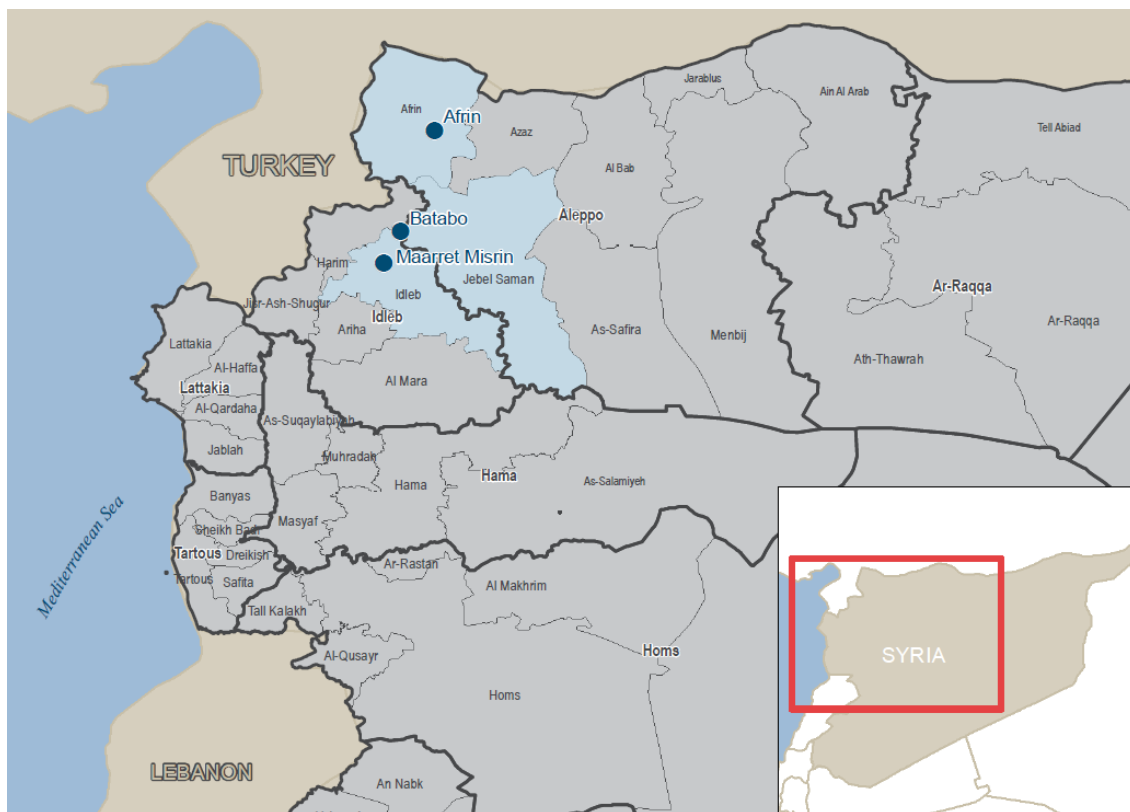 Jarablus
Ain Al Arab
Afrin
Afrin
Azaz
Tell Abiad
TURKEY
Al Bab
Aleppo
Batabo
Maarret Misrin
Harim
Jebel Saman
Ar-Raqqa
Idleb
Jisr-Ash-Shugur
Idleb
Ariha
As-Safira
Menbij
Ar-Raqqa
Lattakia
Ath-Thawrah
Al-Haffa
Al Mara
Lattakia
Al-Qardaha
As-Suqaylabiyah
Jablah
Muhradah
Hama
Hama
As-Salamiyeh
Banyas
Mediterranean Sea
Masyaf
Sheikh Badr
Tartous
Dreikish
Ar-Rastan
Tartous
Safita
Al Makhrim
Tall Kalakh
Al-Qusayr
Homs
SYRIA
Homs
LEBANON
An Nabk